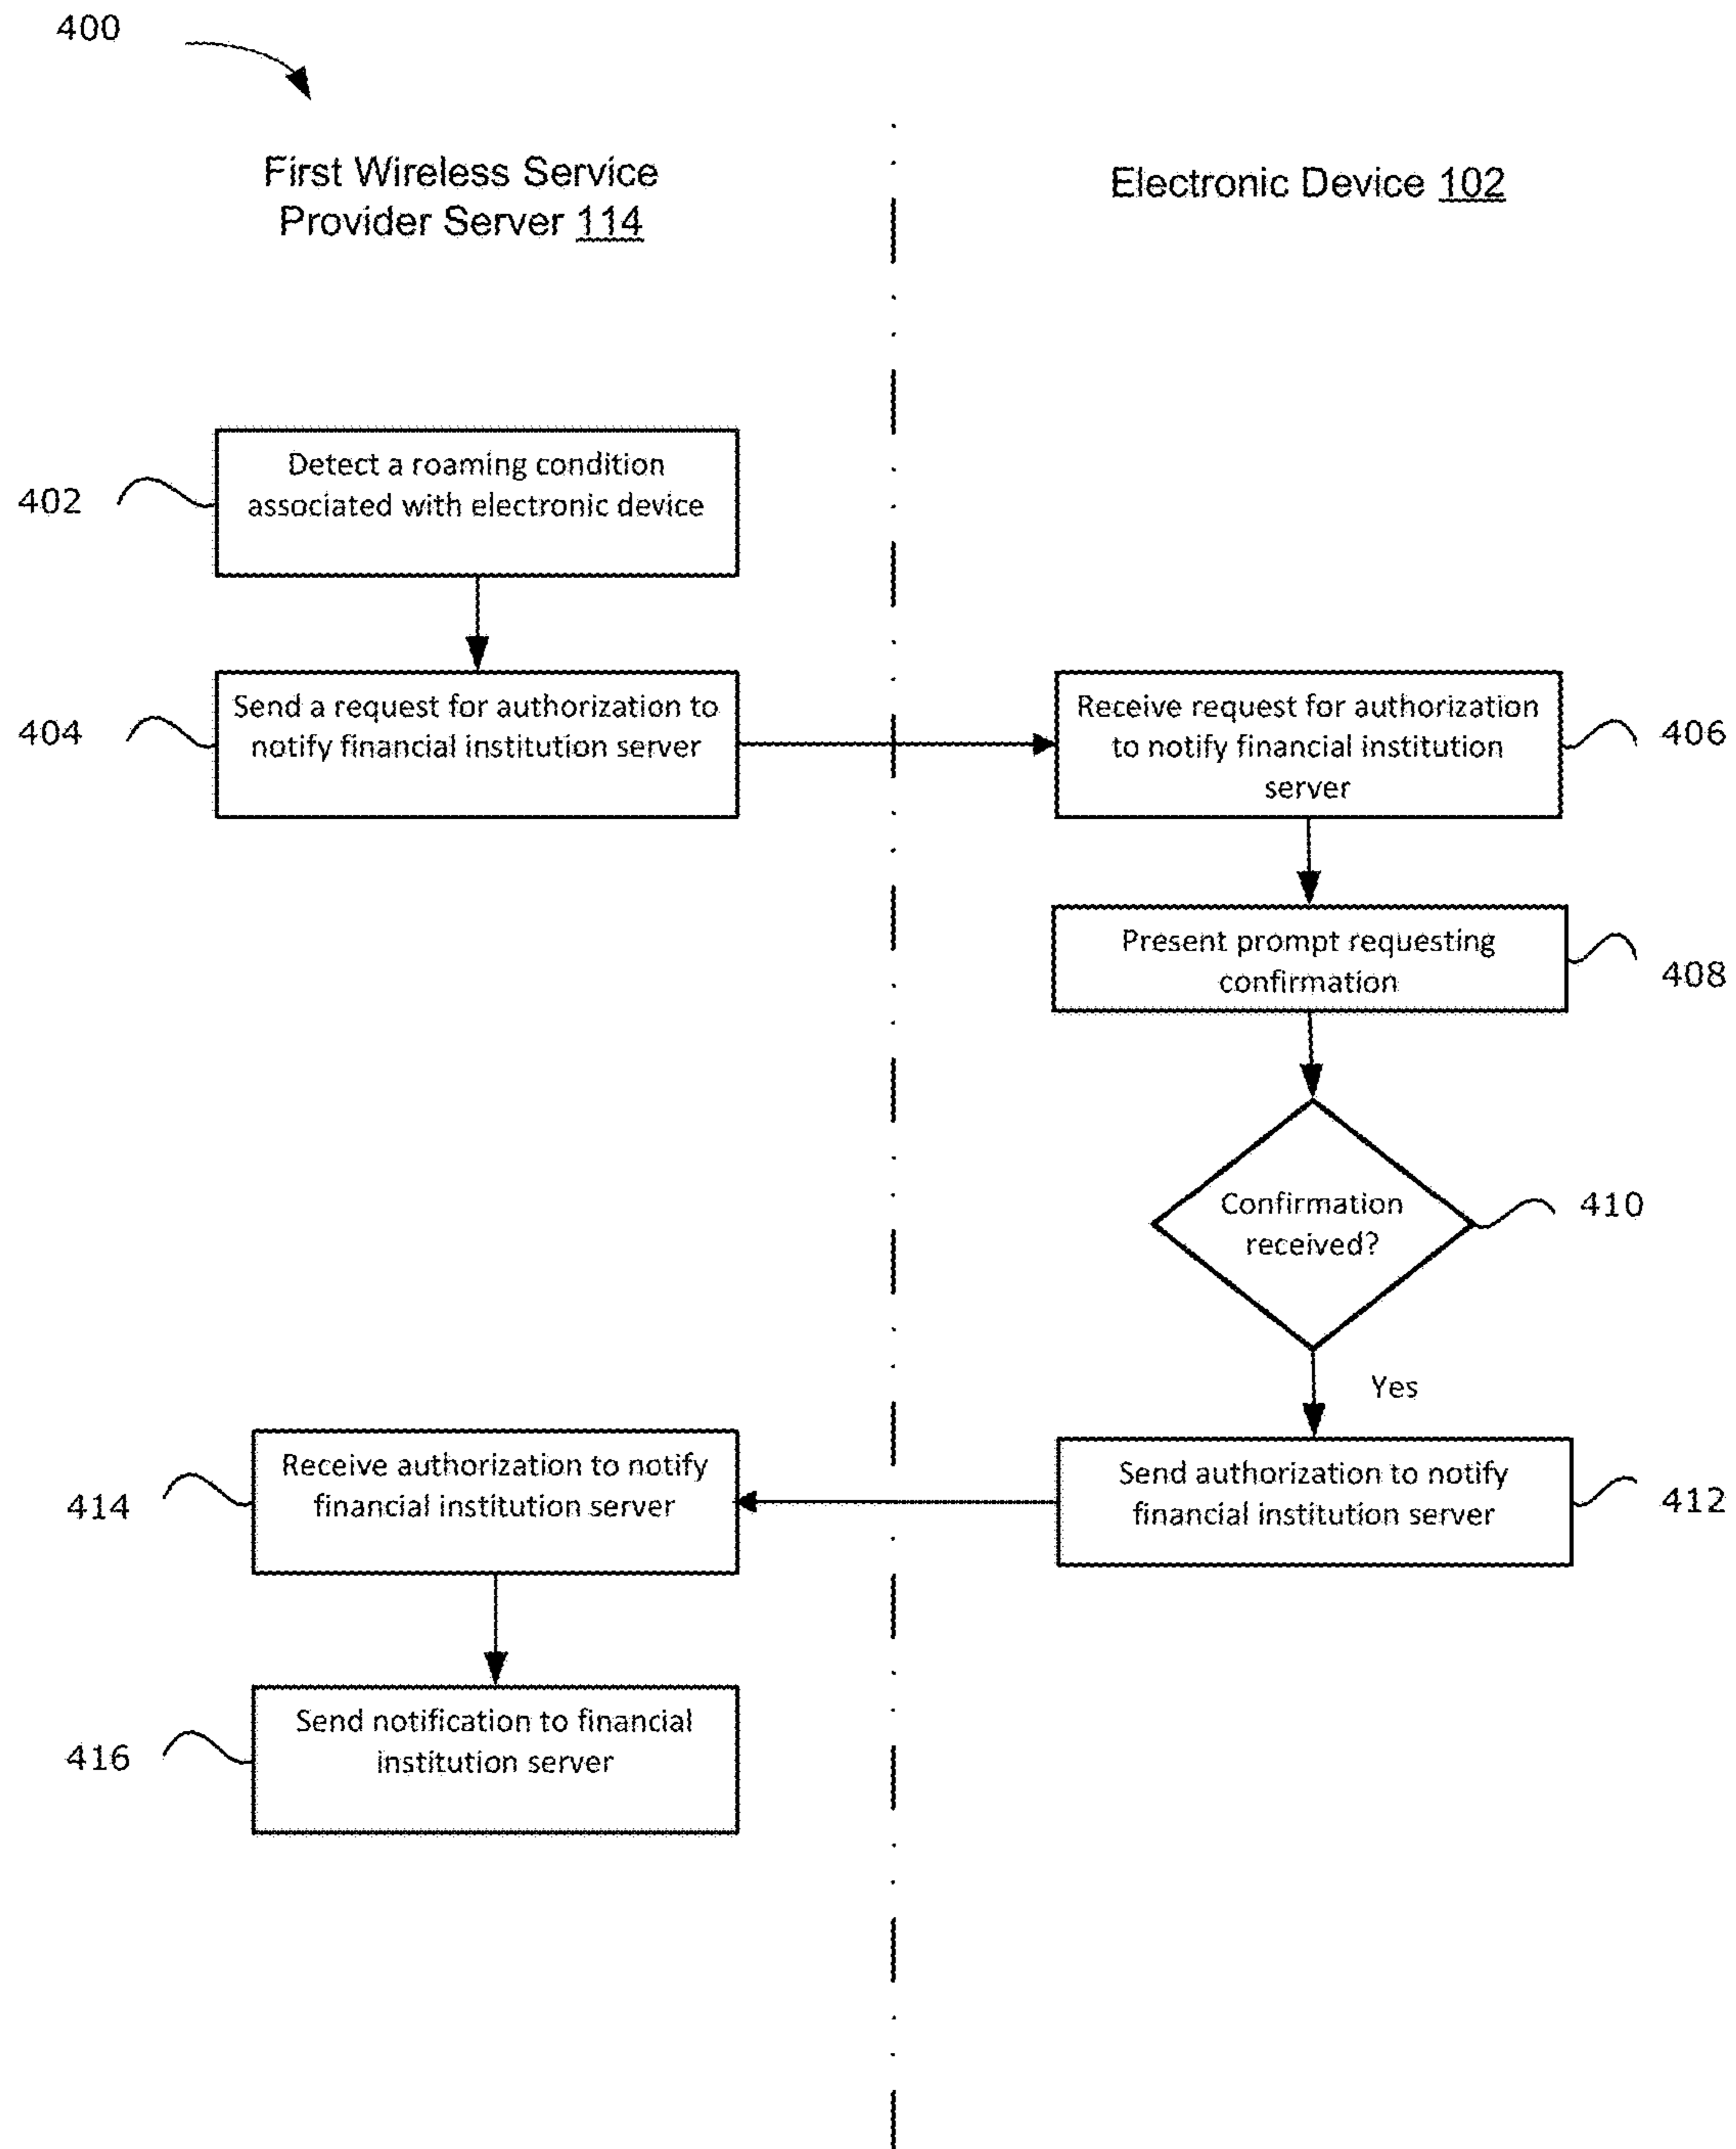 400
First Wireless Service
Provider Server 114
Electronic Device 102
402
Detect a roaming condition
associated with electronic device
404
Send a request for authorization to
notify financial institution server
Receive request for authorization
to notify financial institution
server
406
Present prompt requesting
confirmation
408
Confirmation
received?
410
Yes
414
Receive authorization to notify
financial institution server
Send authorization to notify
financial institution server
412
416
Send notification to financial
institution server